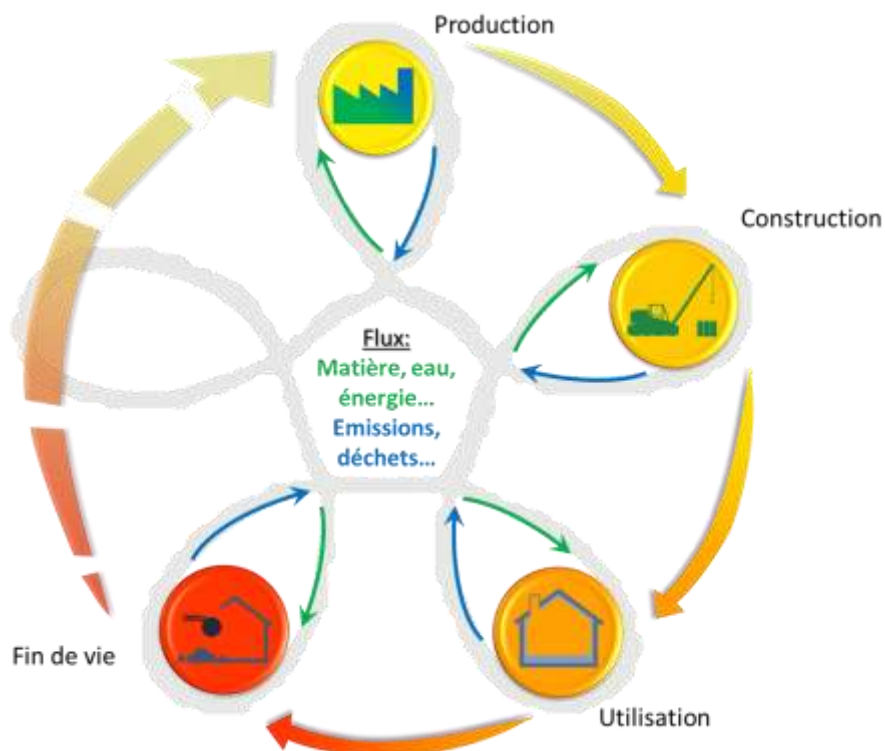 Production
Construction
Flux:
Matière, eau,
énergie...
Emissions,
déchets...
Fin de vie
Utilisation